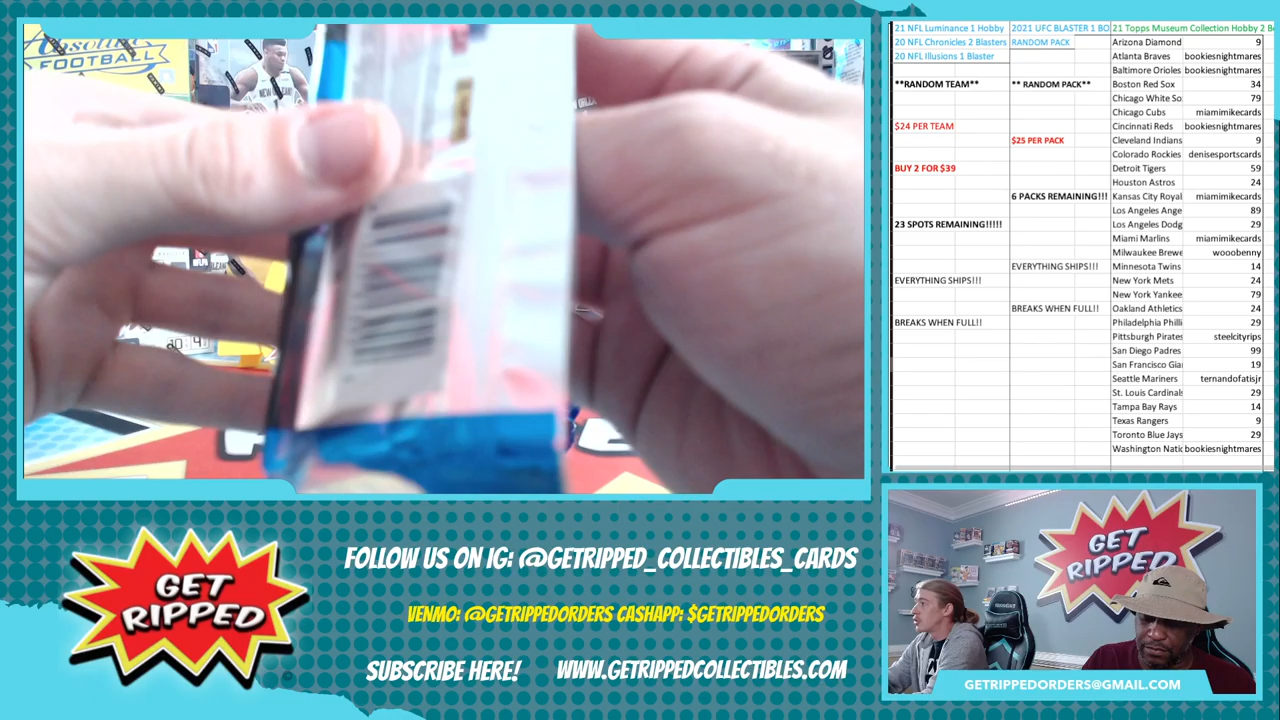 Absolute
FOOTBALL
NEW ORLEANS
21 NFL Luminance 1 Hobby
20 NFL Chronicles 2 Blasters
20 NFL Illusions 1 Blaster
**RANDOM TEAM**
$24 PER TEAM
BUY 2 FOR $39
23 SPOTS REMAINING!!!!!
EVERYTHING SHIPS!!!
BREAKS WHEN FULL!!
2021 UFC BLASTER 1 BO
RANDOM PACK
** RANDOM PACK**
$25 PER PACK
6 PACKS REMAINING!!!
EVERYTHING SHIPS!!!
BREAKS WHEN FULL!!
21 Topps Museum Collection Hobby 2 B
Arizona Diamond 9
Atlanta Braves bookiesnightmares
Baltimore Orioles bookiesnightmares
Boston Red Sox 34
Chicago White So 79
Chicago Cubs miamimikecards
Cincinnati Reds bookiesnightmares
Cleveland Indians 9
Colorado Rockies denisesportscards
Detroit Tigers 59
Houston Astros 24
Kansas City Royal miamimikecards
Los Angeles Ange 89
Los Angeles Dodg 29
Miami Marlins miamimikecards
Milwaukee Brewe wooobenny
Minnesota Twins 14
New York Mets 24
New York Yankee 79
Oakland Athletics 24
Philadelphia Philli 29
Pittsburgh Pirates steelcityrips
San Diego Padres 99
San Francisco Gia 19
Seattle Mariners ternandofatisjr
St. Louis Cardinals 29
Tampa Bay Rays 14
Texas Rangers 9
Toronto Blue Jays 29
Washington Natic bookiesnightmares
GET
RIPPED
FOLLOW US ON IG: @GETRIPPED_COLLECTIBLES_CARDS
VENMO: @GETRIPPEDORDERS CASHAPP: $GETRIPPEDORDERS
SUBSCRIBE HERE! WWW.GETRIPPEDCOLLECTIBLES.COM
GET
RIPPED
GETRIPPEDORDERS@GMAIL.COM